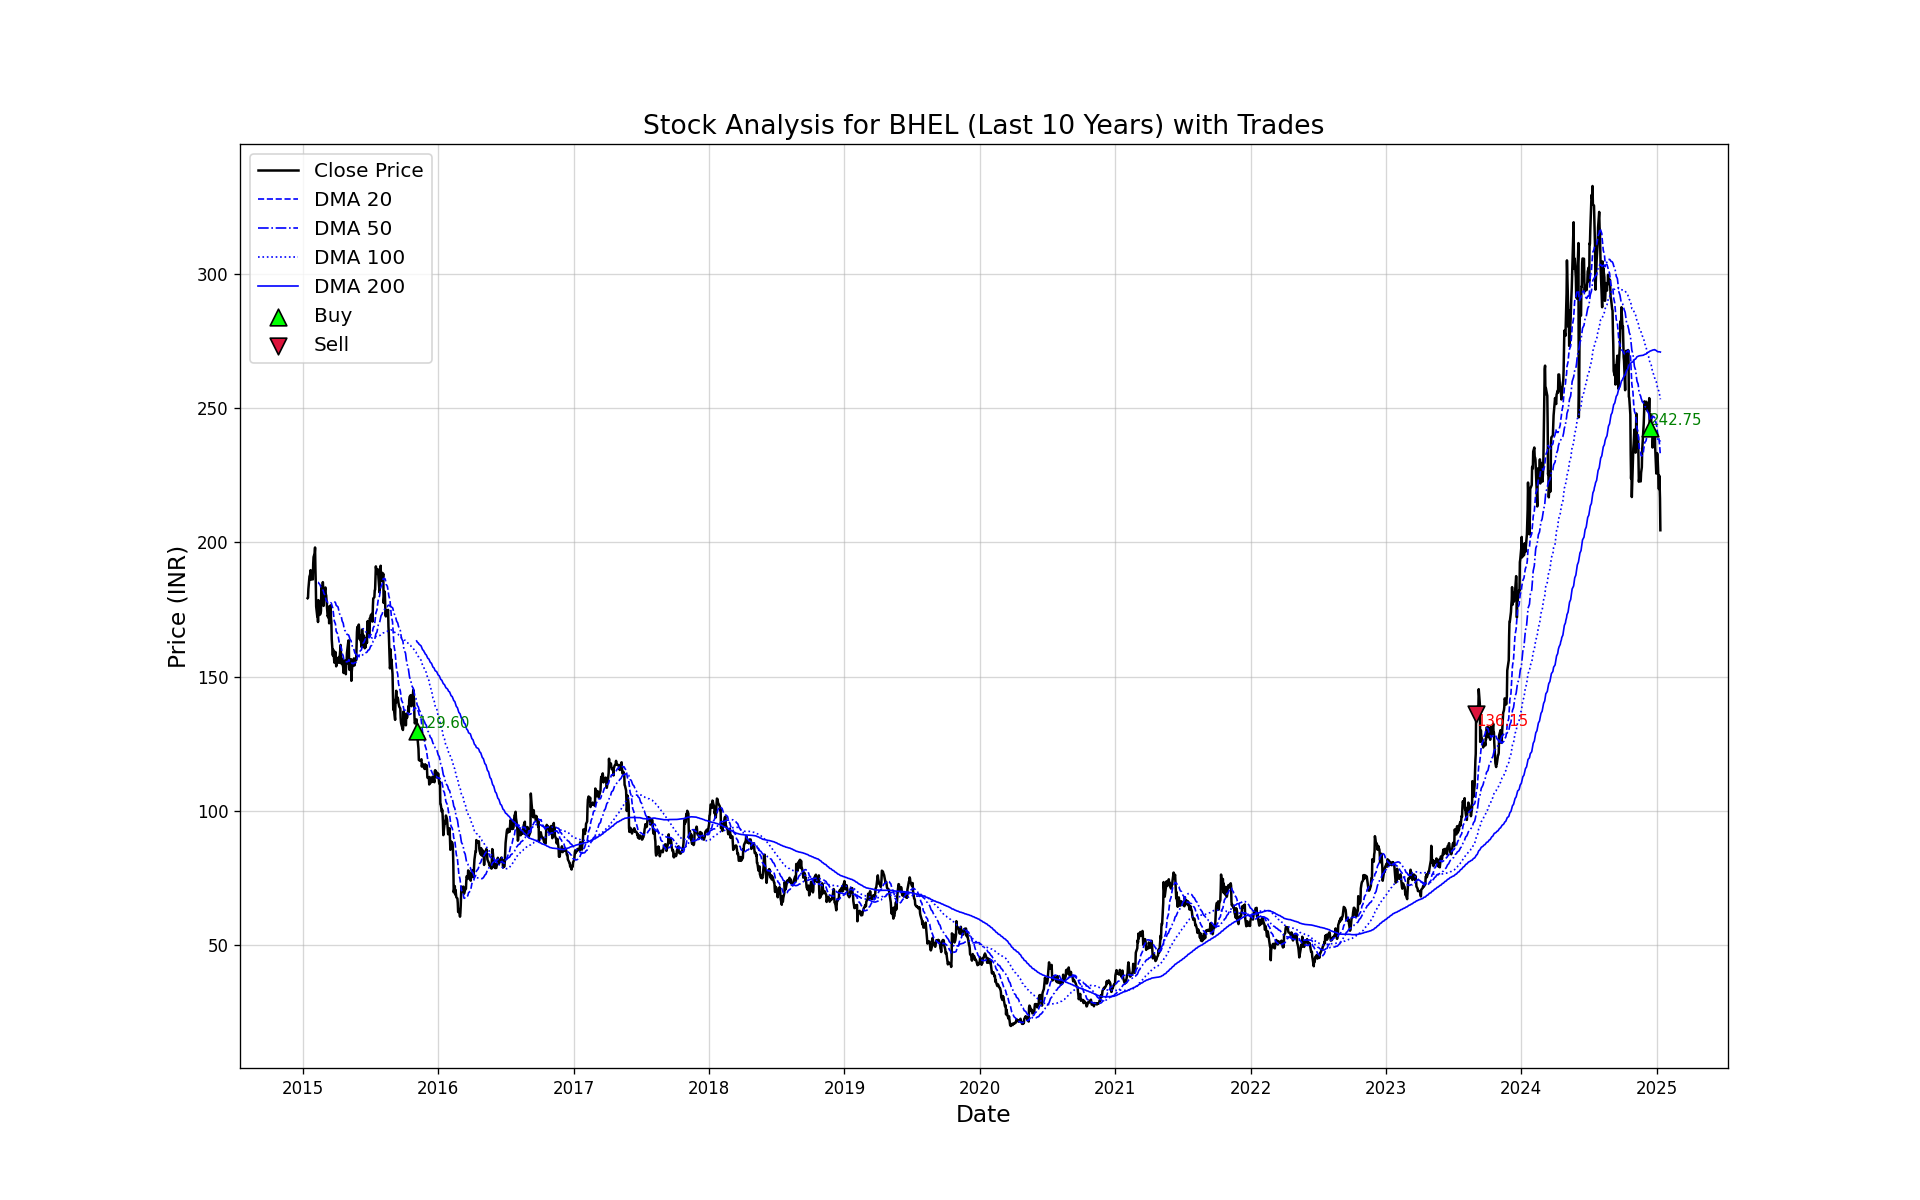 Stock Analysis for BHEL (Last 10 Years) with Trades
Close Price
DMA 20
DMA 50
DMA 100
DMA 200
Buy
Sell
Price (INR)
300
250
200
150
100
50
242.75
129.60
136.15
2015 2016 2017 2018 2019 2020 2021 2022 2023 2024 2025
Date